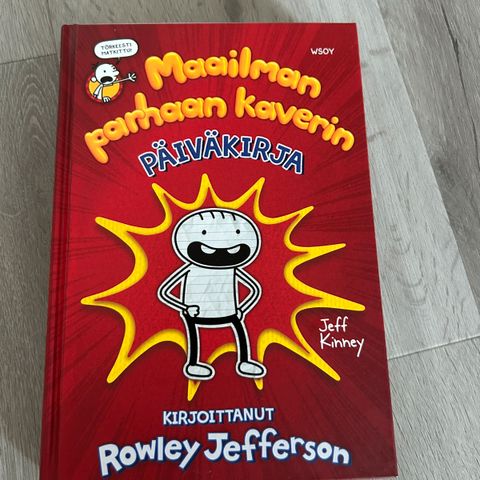 TÖRKEESTI
MATKITTU!
WSOY
Maailman
parhaan kaverin
PÄIVÄKIRJA
Jeff
Kinney
KIRJOITTANUT
Rowley Jefferson